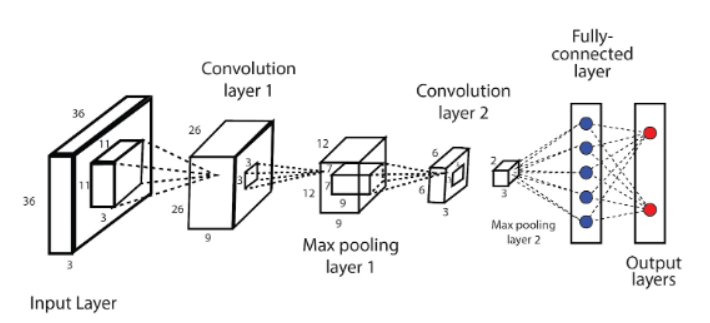 Fully-
connected
layer
Convolution
layer 1
Convolution
layer 2
36
36
3
11
11
3
26
26
9
3
3
12
12
9
7
7
9
6
6
3
2
3
Max pooling
layer 1
Max pooling
layer 2
Output
layers
Input Layer